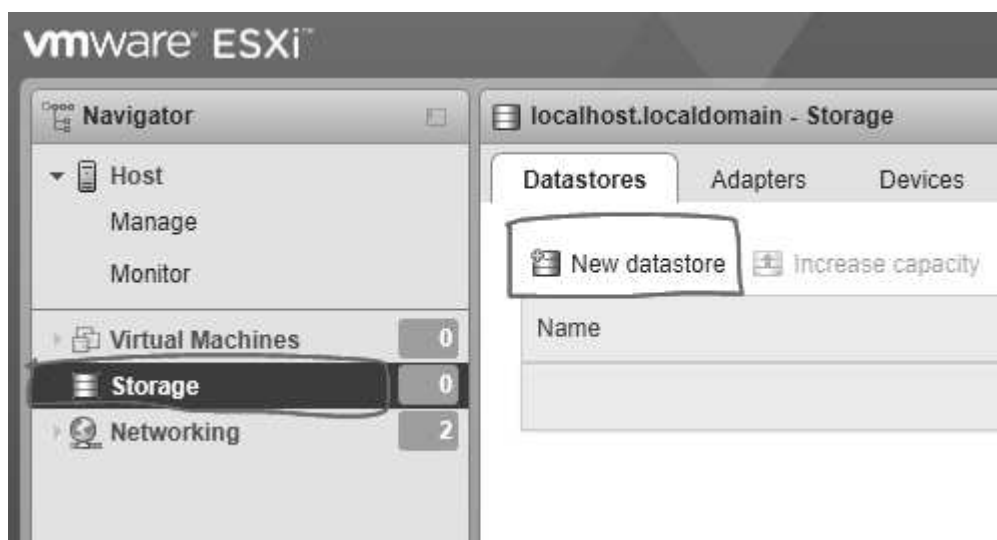 vmware ESXi™
Navigator
Host
Manage
Monitor
Virtual Machines 0
Storage 0
Networking 2
localhost.localdomain - Storage
Datastores Adapters Devices
New datastore Increase capacity
Name